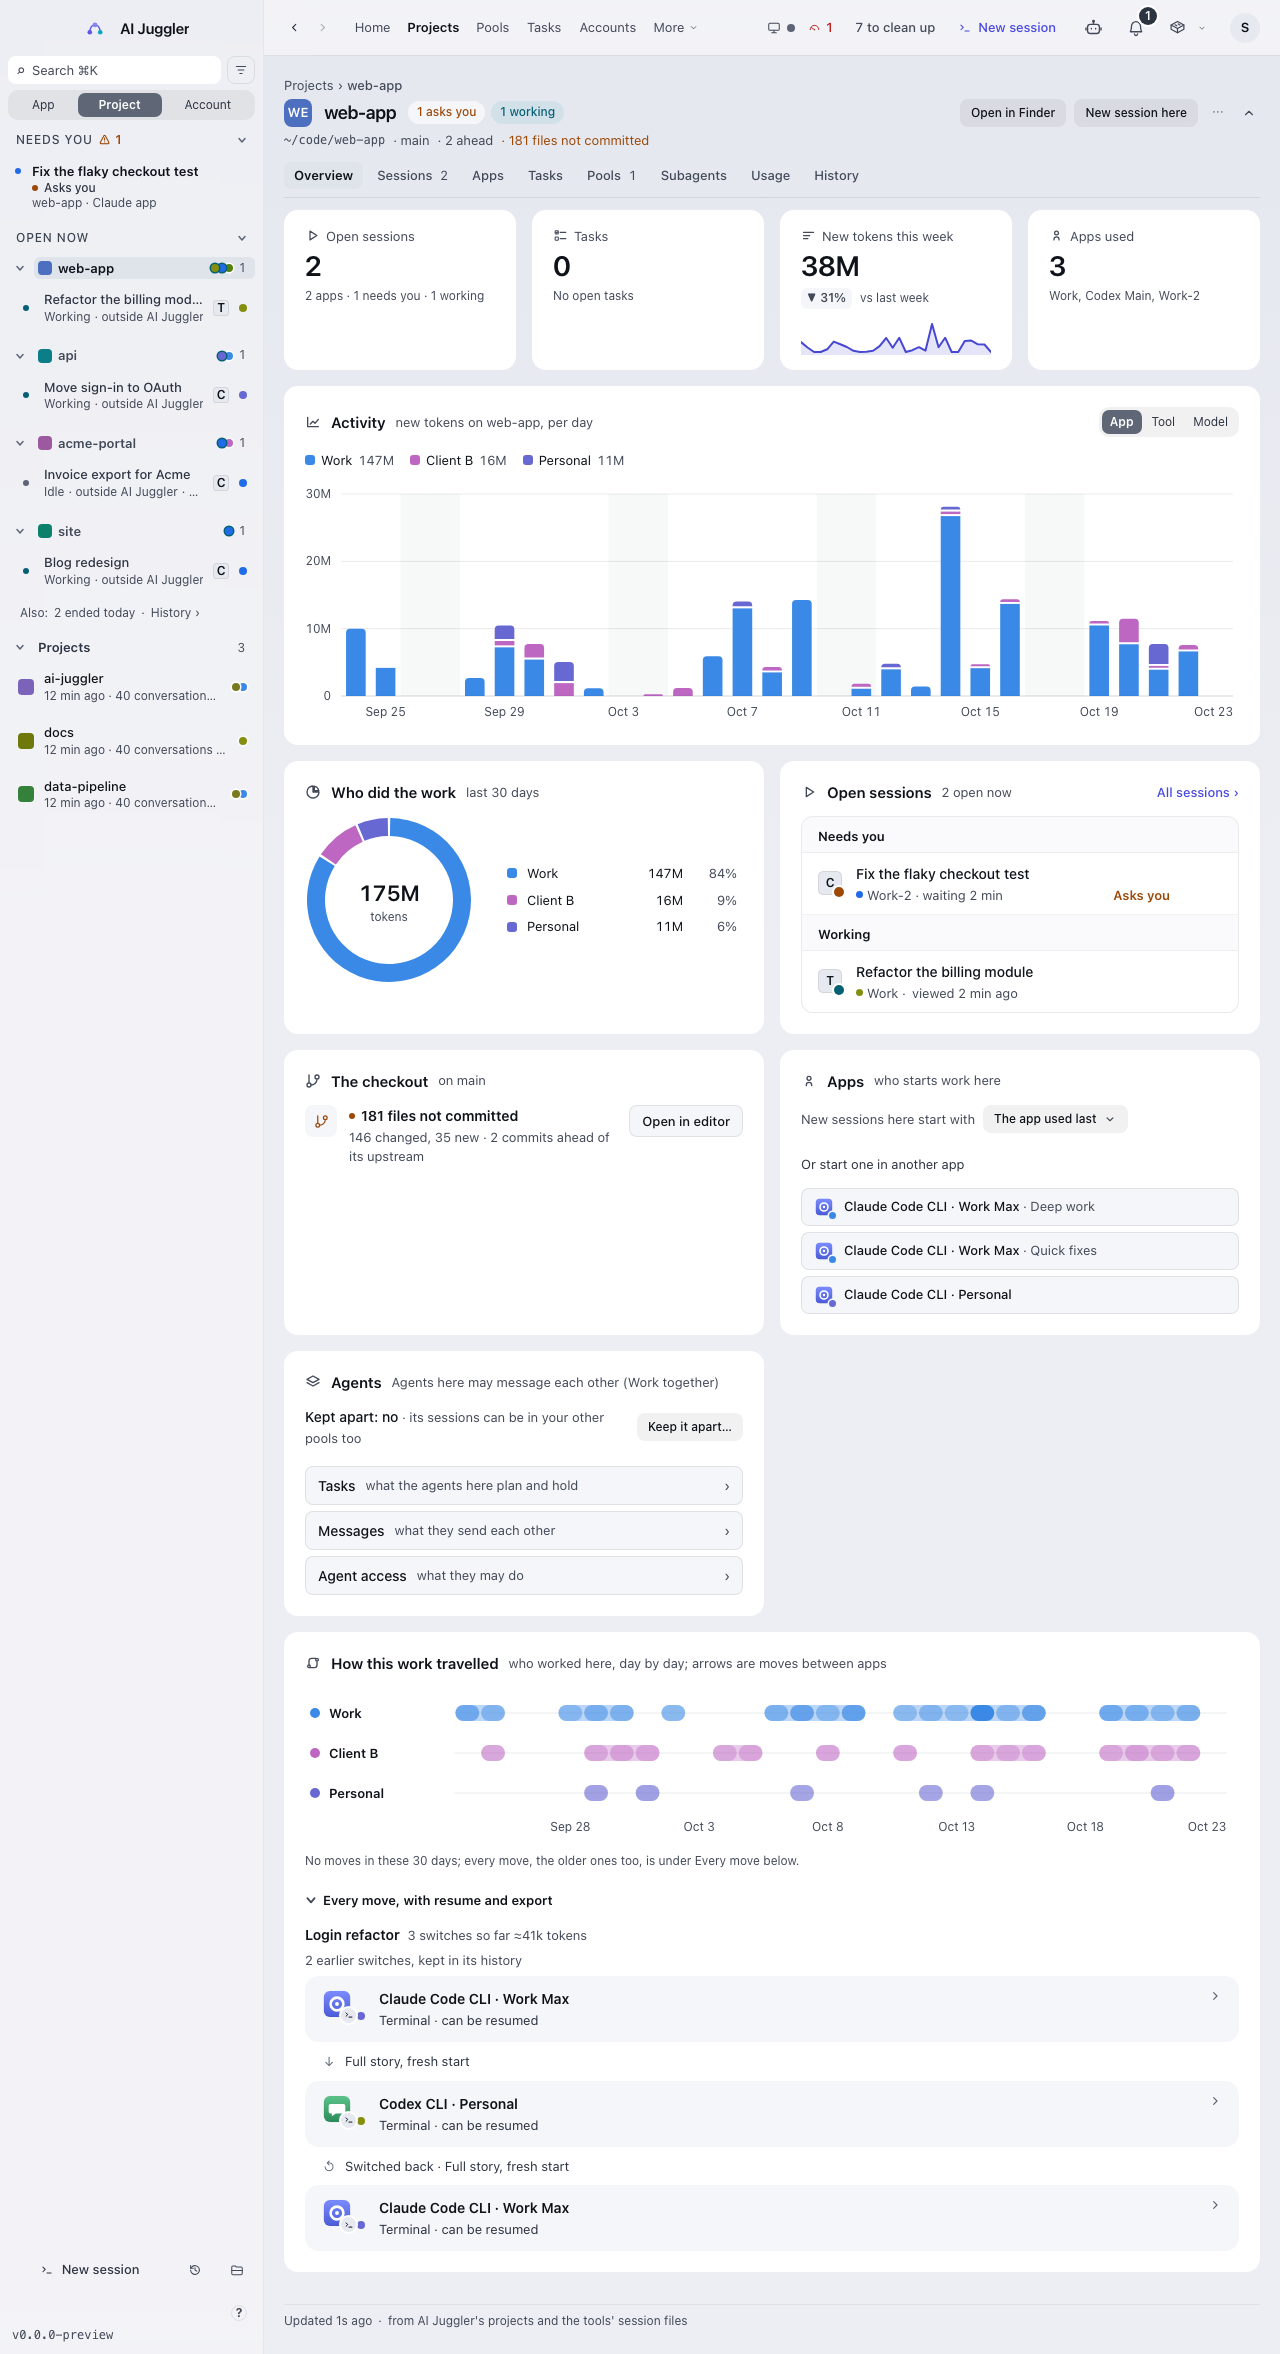 AI Juggler
Search ⌘K
App Project Account
NEEDS YOU 1
Fix the flaky checkout test
Asks you
web-app · Claude app
OPEN NOW
web-app 1
Refactor the billing mod... T
Working · outside AI Juggler
api 1
Move sign-in to OAuth C
Working · outside AI Juggler
acme-portal 1
Invoice export for Acme C
Idle · outside AI Juggler · ...
site 1
Blog redesign C
Working · outside AI Juggler
Also: 2 ended today · History ›
Projects 3
ai-juggler
12 min ago · 40 conversation...
docs
12 min ago · 40 conversations ...
data-pipeline
12 min ago · 40 conversation...
New session
?
v0.0.0-preview
Home Projects Pools Tasks Accounts More 1 7 to clean up New session 1 S
Projects › web-app
WE web-app 1 asks you 1 working Open in Finder New session here ...
~/code/web-app · main · 2 ahead · 181 files not committed
Overview Sessions 2 Apps Tasks Pools 1 Subagents Usage History
Open sessions
2
2 apps · 1 needs you · 1 working
Tasks
0
No open tasks
New tokens this week
38M
▼ 31% vs last week
Apps used
3
Work, Codex Main, Work-2
Activity new tokens on web-app, per day App Tool Model
Work 147M Client B 16M Personal 11M
30M
20M
10M
0
Sep 25 Sep 29 Oct 3 Oct 7 Oct 11 Oct 15 Oct 19 Oct 23
Who did the work last 30 days
175M
tokens
Work 147M 84%
Client B 16M 9%
Personal 11M 6%
Open sessions 2 open now All sessions ›
Needs you
C Fix the flaky checkout test
Work-2 · waiting 2 min Asks you
Working
T Refactor the billing module
Work · viewed 2 min ago
The checkout on main
181 files not committed Open in editor
146 changed, 35 new · 2 commits ahead of
its upstream
Apps who starts work here
New sessions here start with The app used last
Or start one in another app
Claude Code CLI · Work Max · Deep work
Claude Code CLI · Work Max · Quick fixes
Claude Code CLI · Personal
Agents Agents here may message each other (Work together)
Kept apart: no · its sessions can be in your other
pools too Keep it apart...
Tasks what the agents here plan and hold ›
Messages what they send each other ›
Agent access what they may do ›
How this work travelled who worked here, day by day; arrows are moves between apps
Work
Client B
Personal
Sep 28 Oct 3 Oct 8 Oct 13 Oct 18 Oct 23
No moves in these 30 days; every move, the older ones too, is under Every move below.
Every move, with resume and export
Login refactor 3 switches so far ≈41k tokens
2 earlier switches, kept in its history
Claude Code CLI · Work Max
Terminal · can be resumed
↓ Full story, fresh start
Codex CLI · Personal
Terminal · can be resumed
Switched back · Full story, fresh start
Claude Code CLI · Work Max
Terminal · can be resumed
Updated 1s ago · from AI Juggler's projects and the tools' session files